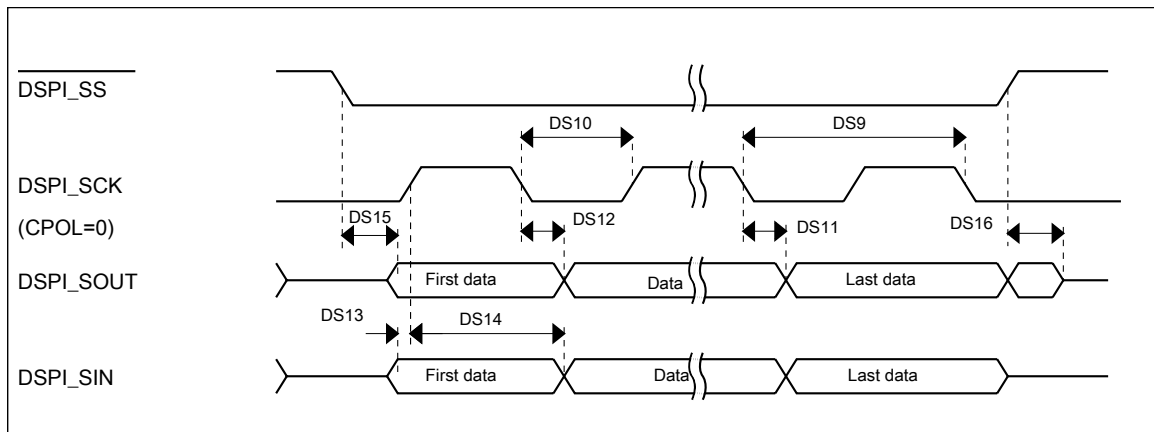 DSPI_SS
DS10
DS9
DSPI_SCK
DS15
DS12
DS11
DS16
(CPOL=0)
DSPI_SOUT
First data
Data
Last data
DS13
DS14
DSPI_SIN
First data
Data
Last data